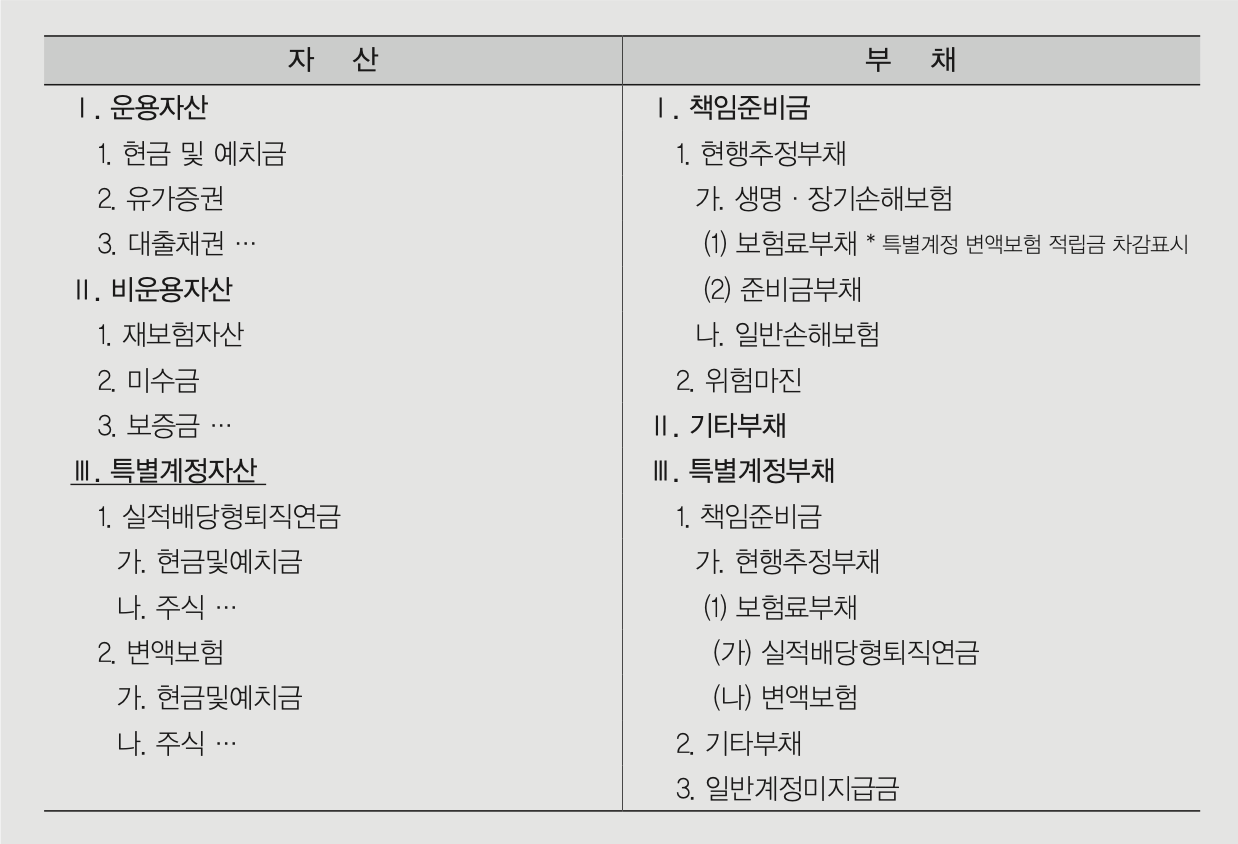 자 산
Ⅰ. 운용자산
1. 현금 및 예치금
2. 유가증권
3. 대출채권 …
Ⅱ. 비운용자산
1. 재보험자산
2. 미수금
3. 보증금 …
Ⅲ. 특별계정자산
1. 실적배당형퇴직연금
가. 현금및예치금
나. 주식 …
2. 변액보험
가. 현금및예치금
나. 주식 …
부 채
Ⅰ. 책임준비금
1. 현행추정부채
가. 생명 · 장기손해보험
(1) 보험료부채 * 특별계정 변액보험 적립금 차감표시
(2) 준비금부채
나. 일반손해보험
2. 위험마진
Ⅱ. 기타부채
Ⅲ. 특별계정부채
1. 책임준비금
가. 현행추정부채
(1) 보험료부채
(가) 실적배당형퇴직연금
(나) 변액보험
2. 기타부채
3. 일반계정미지급금